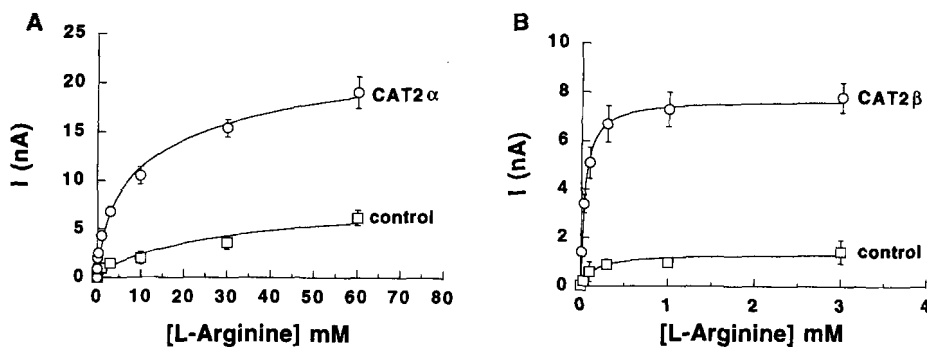 A
I (nA)
25
20
15
10
5
0
0 10 20 30 40 50 60 70 80
[L-Arginine] mM
CAT2α
control
B
I (nA)
10
8
6
4
2
0
0 1 2 3 4
[L-Arginine] mM
CAT2β
control